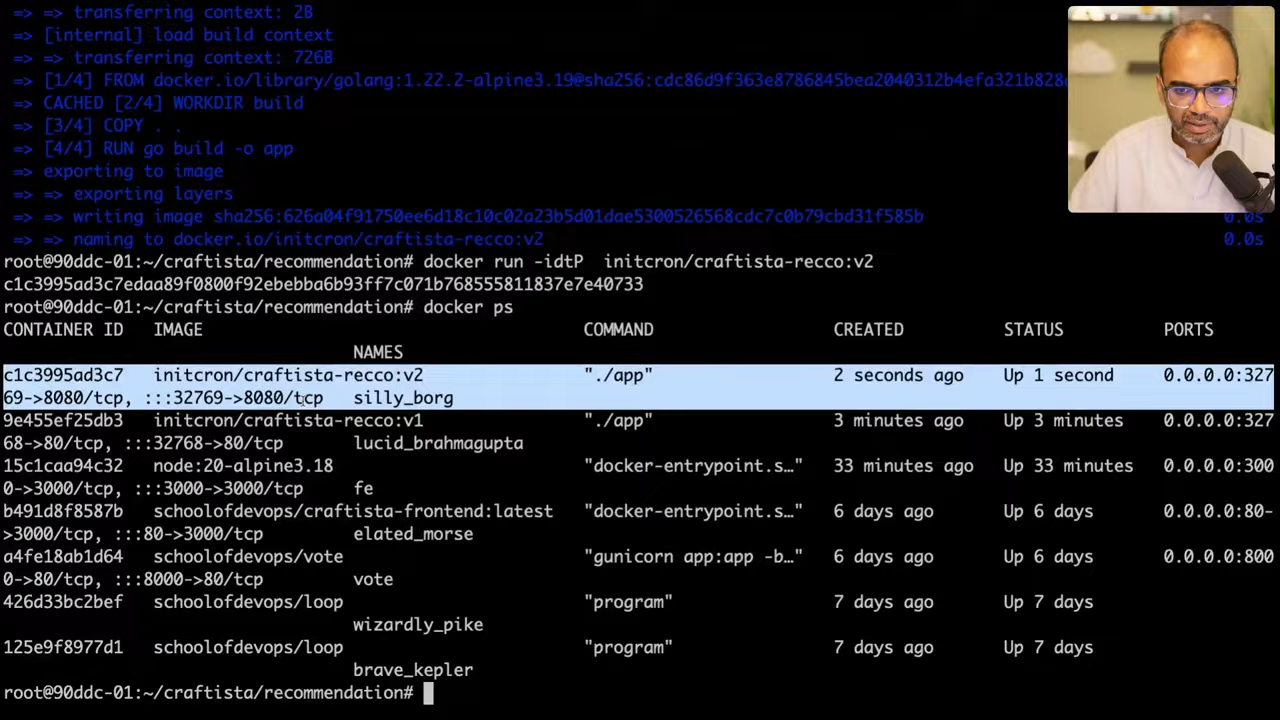 => => transferring context: 2B
=> [internal] load build context
=> => transferring context: 726B
=> [1/4] FROM docker.io/library/golang:1.22.2-alpine3.19@sha256:cdc86d9f363e8786845bea2040312b4efa321b828c
=> CACHED [2/4] WORKDIR build
=> [3/4] COPY . .
=> [4/4] RUN go build -o app
=> exporting to image
=> => exporting layers
=> => writing image sha256:626a04f91750ee6d18c10c02a23b5d01dae5300526568cdc7c0b79cbd31f585b 0.0s
=> => naming to docker.io/initcron/craftista-recco:v2 0.0s
root@90ddc-01:~/craftista/recommendation# docker run -idtP  initcron/craftista-recco:v2
c1c3995ad3c7edaa89f0800f92ebebba6b93ff7c071b768555811837e7e40733
root@90ddc-01:~/craftista/recommendation# docker ps
CONTAINER ID IMAGE COMMAND CREATED STATUS PORTS
NAMES
c1c3995ad3c7 initcron/craftista-recco:v2 "./app" 2 seconds ago Up 1 second 0.0.0.0:327
69->8080/tcp, :::32769->8080/tcp silly_borg
9e455ef25db3 initcron/craftista-recco:v1 "./app" 3 minutes ago Up 3 minutes 0.0.0.0:327
68->80/tcp, :::32768->80/tcp lucid_brahmagupta
15c1caa94c32 node:20-alpine3.18 "docker-entrypoint.s…" 33 minutes ago Up 33 minutes 0.0.0.0:300
0->3000/tcp, :::3000->3000/tcp fe
b491d8f8587b schoolofdevops/craftista-frontend:latest "docker-entrypoint.s…" 6 days ago Up 6 days 0.0.0.0:80-
>3000/tcp, :::80->3000/tcp elated_morse
a4fe18ab1d64 schoolofdevops/vote "gunicorn app:app -b…" 6 days ago Up 6 days 0.0.0.0:800
0->80/tcp, :::8000->80/tcp vote
426d33bc2bef schoolofdevops/loop "program" 7 days ago Up 7 days
wizardly_pike
125e9f8977d1 schoolofdevops/loop "program" 7 days ago Up 7 days
brave_kepler
root@90ddc-01:~/craftista/recommendation#